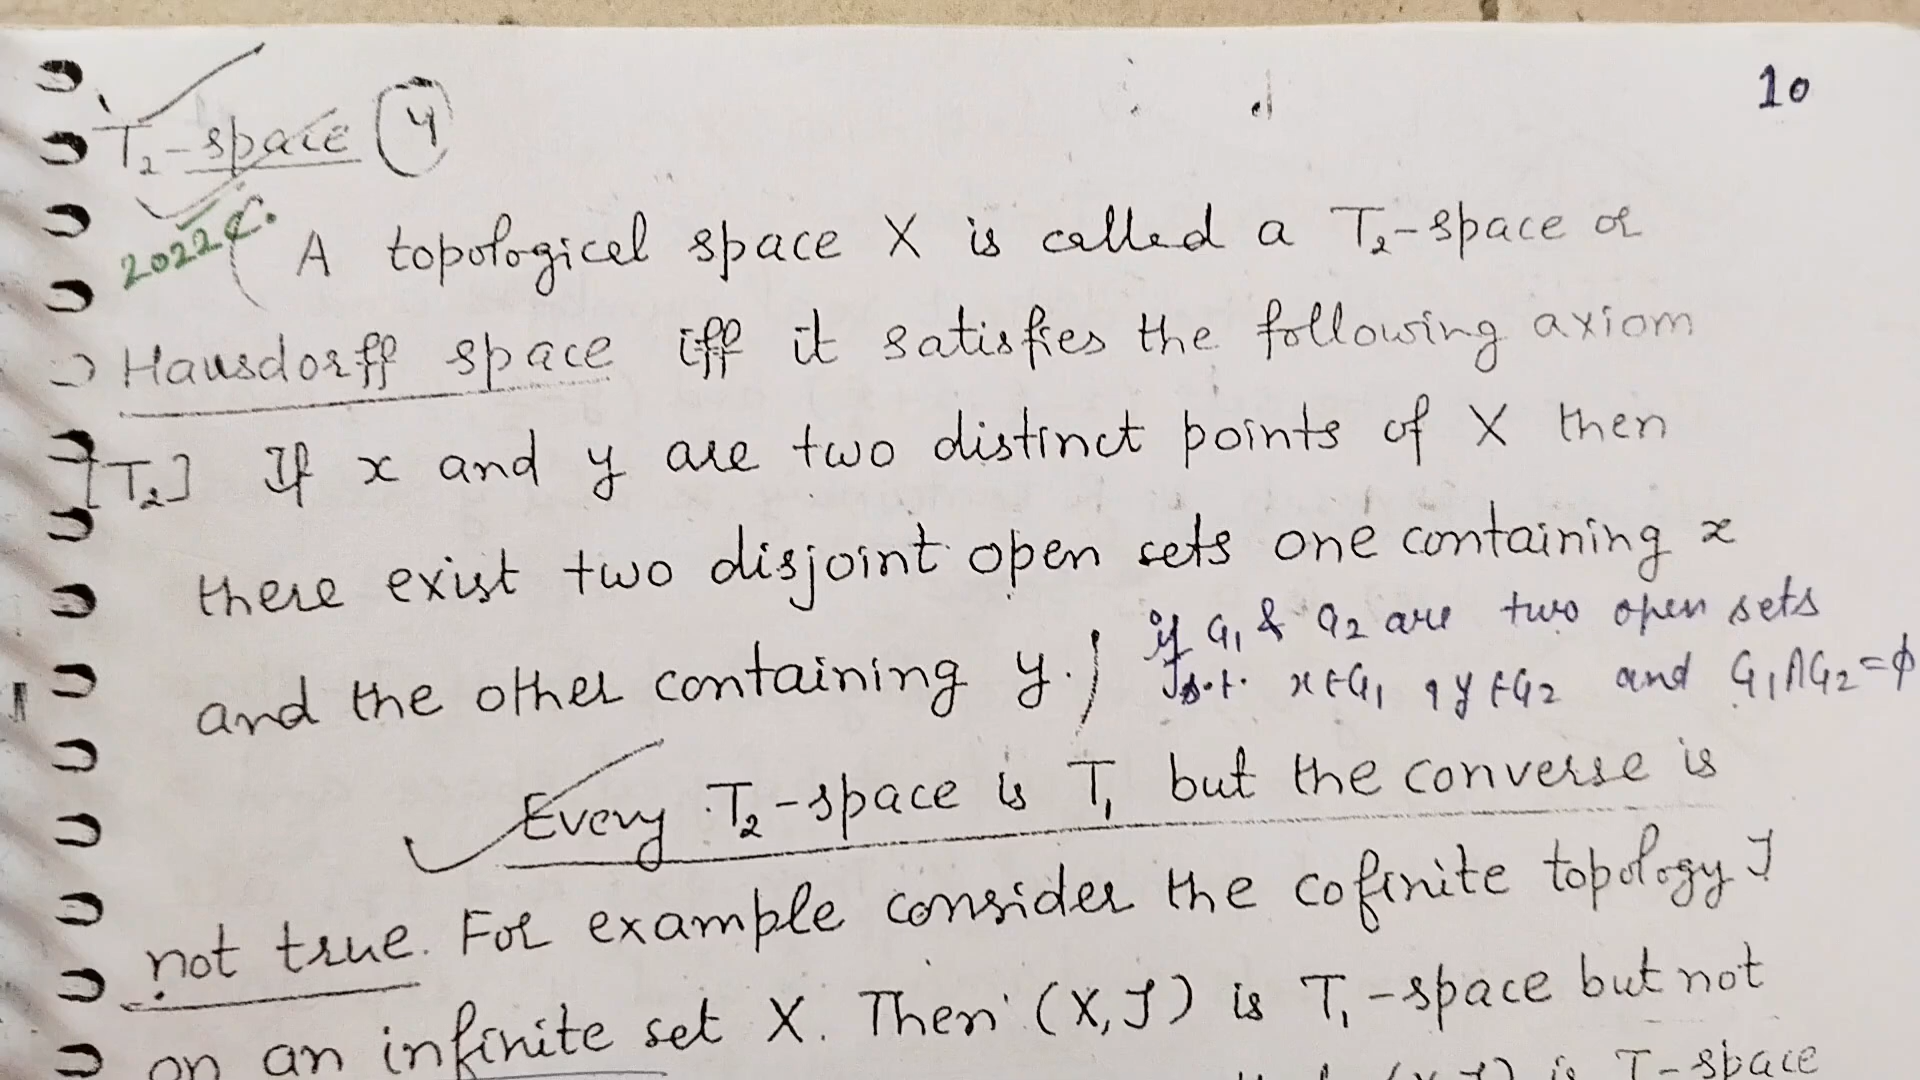 10
T₂-space (4)
2022 C.
A topological space X is called a T₂-space or
Hausdorff space iff it satisfies the following axiom
[T₂] If x and y are two distinct points of X then
there exist two disjoint open sets one containing x
and the other containing y.)
if G₁ & G₂ are two open sets
s.t. x∈G₁, y∈G₂ and G₁∩G₂=ϕ
Every T₂-space is T₁ but the converse is
not true. For example consider the cofinite topology J
on an infinite set X. Then (X, J) is T₁-space but not
(X, J) is T-space